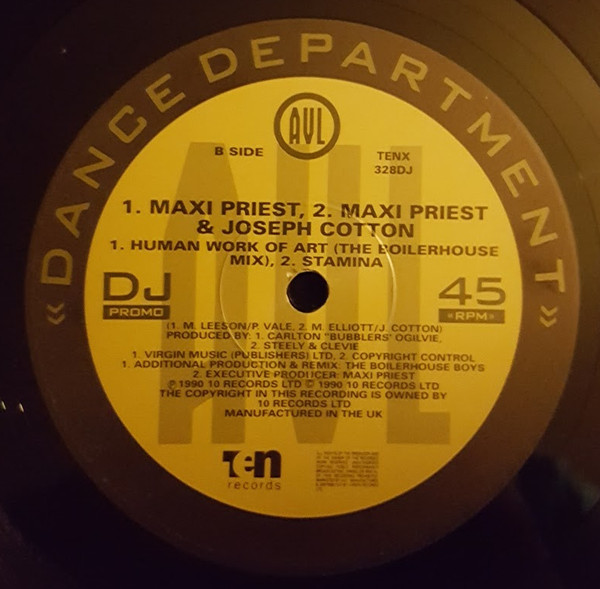 « DANCE DEPARTMENT »
AVL
B SIDE
TENX
328DJ
1. MAXI PRIEST, 2. MAXI PRIEST
& JOSEPH COTTON
1. HUMAN WORK OF ART (THE BOILERHOUSE
MIX), 2. STAMINA
DJ
PROMO
45
«RPM»
(1. M. LEESON/P. VALE, 2. M. ELLIOTT/J. COTTON)
PRODUCED BY: 1. CARLTON "BUBBLERS' OGILVIE,
2. STEELY & CLEVIE
1. VIRGIN MUSIC (PUBLISHERS) LTD, 2. COPYRIGHT CONTROL
1. ADDITIONAL PRODUCTION & REMIX: THE BOILERHOUSE BOYS
2. EXECUTIVE PRODUCER: MAXI PRIEST
℗ 1990 10 RECORDS LTD © 1990 10 RECORDS LTD
THE COPYRIGHT IN THIS RECORDING IS OWNED BY
10 RECORDS LTD
MANUFACTURED IN THE UK
AVL
Ten
records